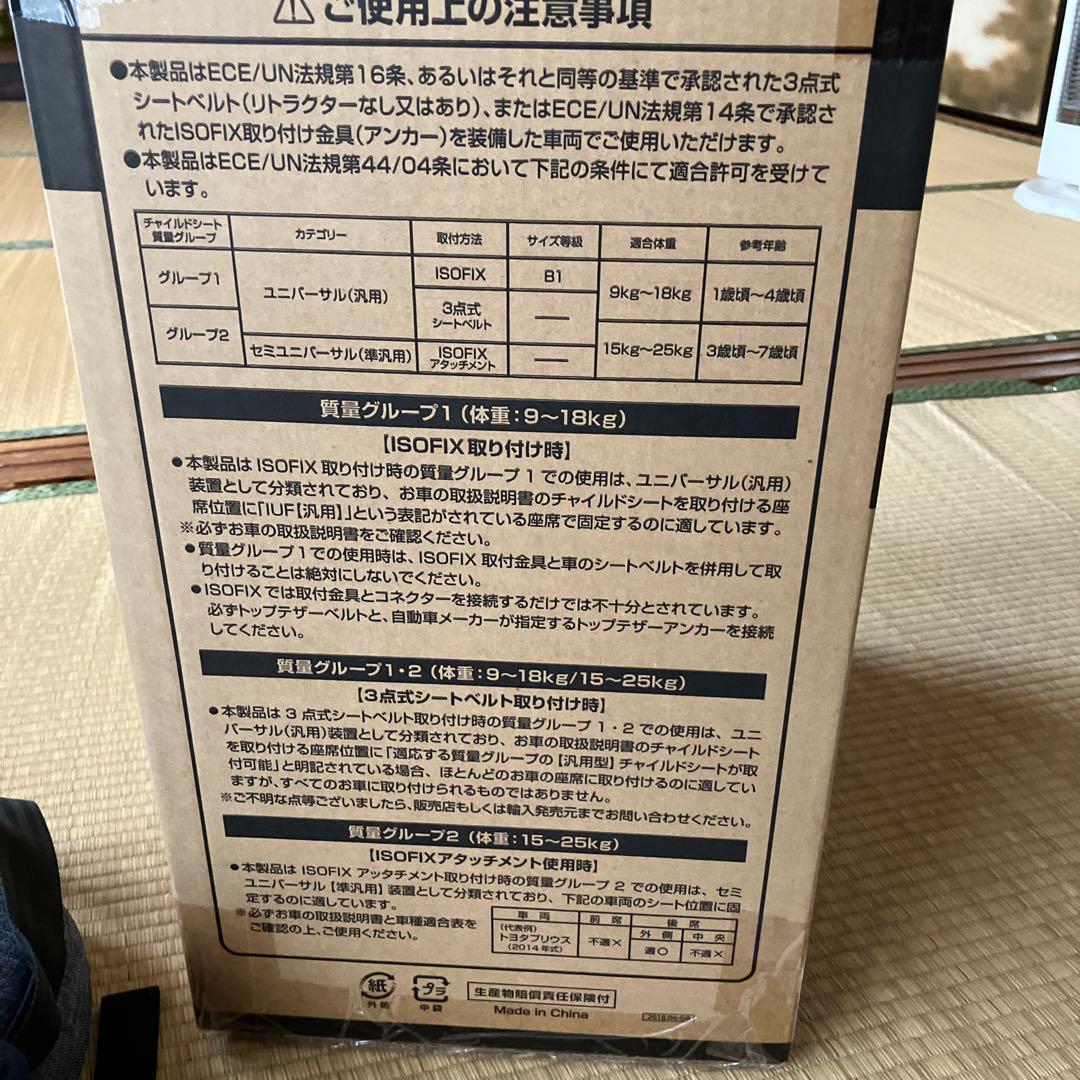 ⚠ご使用上の注意事項
●本製品はECE/UN法規第16条、あるいはそれと同等の基準で承認された3点式
シートベルト(リトラクターなし又はあり)、またはECE/UN法規第14条で承認さ
れたISOFIX取り付け金具(アンカー)を装備した車両でご使用いただけます。
●本製品はECE/UN法規第44/04条において下記の条件にて適合許可を受けて
います。
チャイルドシート質量グループ カテゴリー 取付方法 サイズ等級 適合体重 参考年齢
グループ1 ユニバーサル(汎用) ISOFIX B1 9kg〜18kg 1歳頃〜4歳頃
3点式シートベルト —
グループ2 15kg〜25kg 3歳頃〜7歳頃
セミユニバーサル(準汎用) ISOFIXアタッチメント —
質量グループ1(体重:9〜18kg)
【ISOFIX取り付け時】
●本製品は ISOFIX 取り付け時の質量グループ 1 での使用は、ユニバーサル(汎用)
装置として分類されており、お車の取扱説明書のチャイルドシートを取り付ける座
席位置に「IUF【汎用】」という表記がされている座席で固定するのに適しています。
※必ずお車の取扱説明書をご確認ください。
●質量グループ1での使用時は、ISOFIX 取付金具と車のシートベルトを併用して取
り付けることは絶対にしないでください。
●ISOFIX では取付金具とコネクターを接続するだけでは不十分とされています。
必ずトップテザーベルトと、自動車メーカーが指定するトップテザーアンカーを接続
してください。
質量グループ1・2(体重:9〜18kg/15〜25kg)
【3点式シートベルト取り付け時】
●本製品は 3 点式シートベルト取り付け時の質量グループ 1・2 での使用は、ユニ
バーサル(汎用)装置として分類されており、お車の取扱説明書のチャイルドシート
を取り付ける座席位置に「適応する質量グループの【汎用型】チャイルドシートが取
付可能」と明記されている場合、ほとんどのお車の座席に取り付けるのに適してい
ますが、すべてのお車に取り付けられるものではありません。
※ご不明な点等ございましたら、販売店もしくは輸入発売元までお問い合わせください。
質量グループ2(体重:15〜25kg)
【ISOFIXアタッチメント使用時】
●本製品は ISOFIX アッタチメント取り付け時の質量グループ 2 での使用は、セミ
ユニバーサル【準汎用】装置として分類されており、下記の車両のシート位置に固
定するのに適しています。
※必ずお車の取扱説明書と車種適合表を
ご確認の上、ご使用ください。
車両 前席 後席
外側 中央
(代表例)
トヨタプリウス
(2014年式)
不適× 適○ 不適×
紙
外箱
プラ
中袋
生産物賠償責任保険付
Made in China